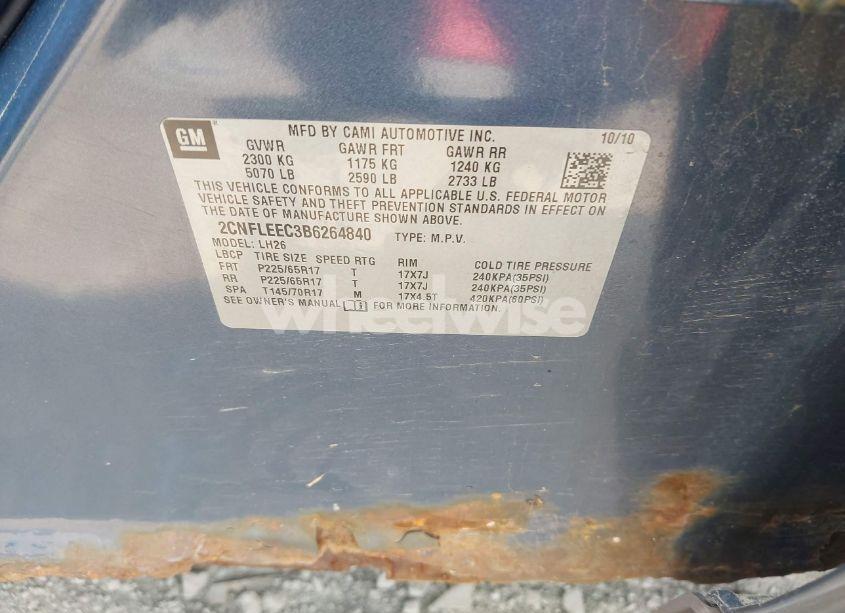 GM
MFD BY CAMI AUTOMOTIVE INC. 10/10
GVWR GAWR FRT GAWR RR
2300 KG 1175 KG 1240 KG
5070 LB 2590 LB 2733 LB
THIS VEHICLE CONFORMS TO ALL APPLICABLE U.S. FEDERAL MOTOR
VEHICLE SAFETY AND THEFT PREVENTION STANDARDS IN EFFECT ON
THE DATE OF MANUFACTURE SHOWN ABOVE.
2CNFLEEC3B6264840 TYPE: M.P.V.
MODEL: LH26
LBCP TIRE SIZE SPEED RTG RIM COLD TIRE PRESSURE
FRT P225/65R17 T 17X7J 240KPA(35PSI)
RR P225/65R17 T 17X7J 240KPA(35PSI)
SPA T145/70R17 M 17X4.5T 420KPA(60PSI)
SEE OWNER'S MANUAL FOR MORE INFORMATION.
wheelwise